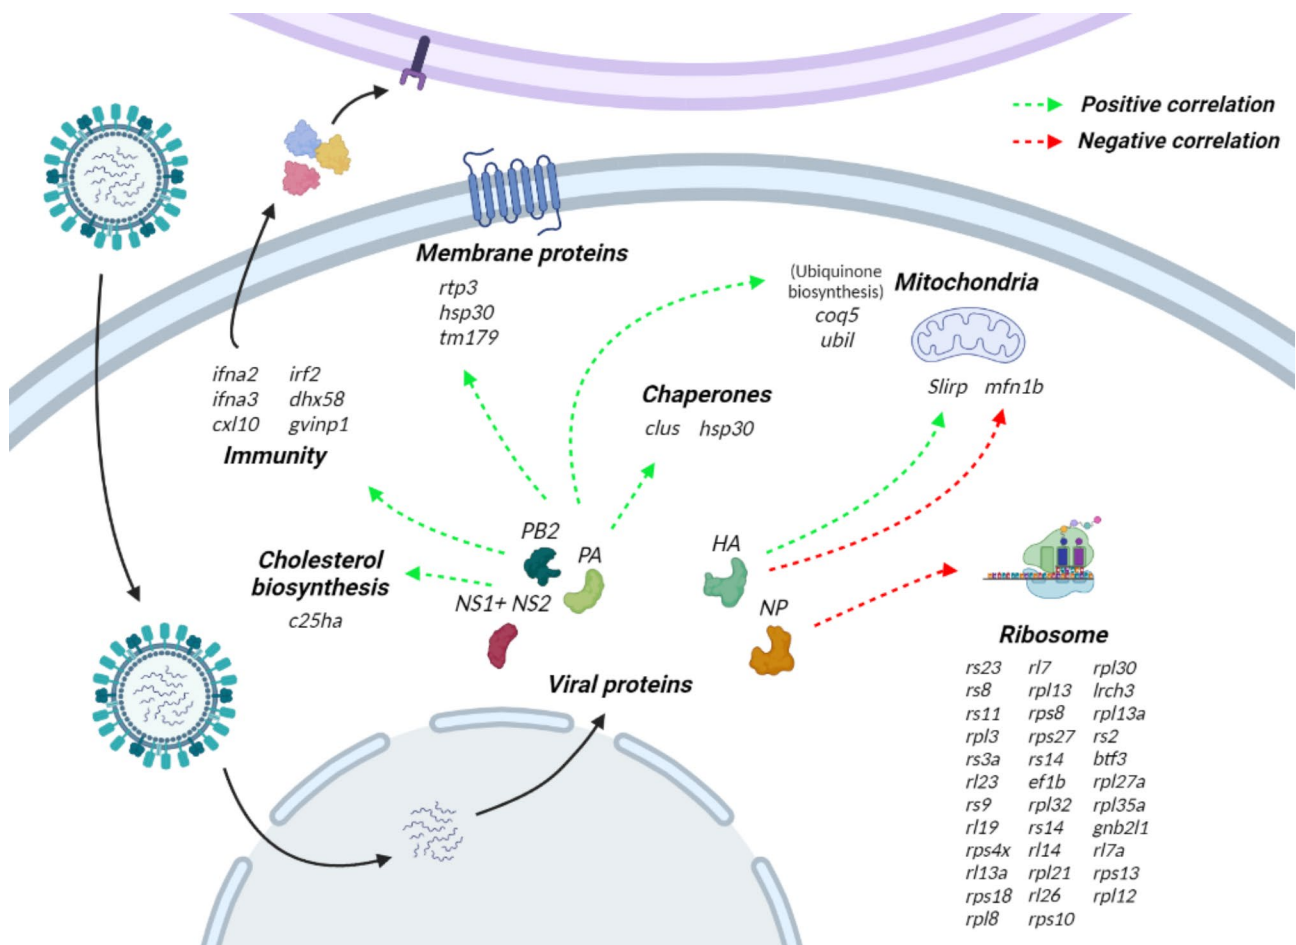 Positive correlation
Negative correlation
Membrane proteins
rtp3
hsp30
tm179
(Ubiquinone
biosynthesis)
coq5
ubil
Mitochondria
Slirp mfn1b
ifna2 irf2
ifna3 dhx58
cxl10 gvinp1
Immunity
Chaperones
clus hsp30
Cholesterol
biosynthesis
c25ha
PB2
PA
NS1+ NS2
HA
NP
Viral proteins
Ribosome
rs23 rl7 rpl30
rs8 rpl13 lrch3
rs11 rps8 rpl13a
rpl3 rps27 rs2
rs3a rs14 btf3
rl23 ef1b rpl27a
rs9 rpl32 rpl35a
rl19 rs14 gnb2l1
rps4x rl14 rl7a
rl13a rpl21 rps13
rps18 rl26 rpl12
rpl8 rps10